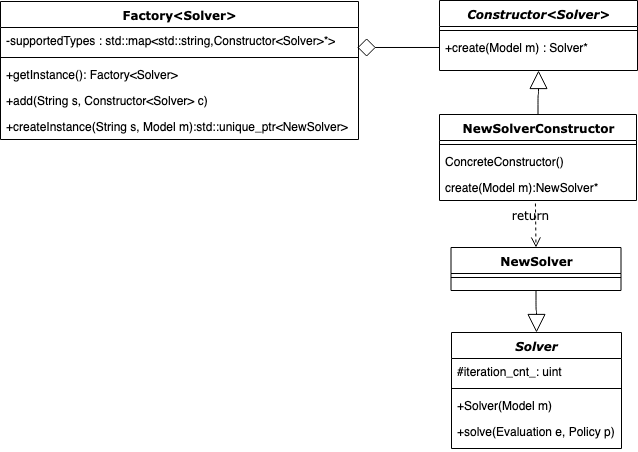 Factory<Solver>
-supportedTypes : std::map<std::string,Constructor<Solver>*>
+getInstance(): Factory<Solver>
+add(String s, Constructor<Solver> c)
+createInstance(String s, Model m):std::unique_ptr<NewSolver>
Constructor<Solver>
+create(Model m) : Solver*
NewSolverConstructor
ConcreteConstructor()
create(Model m):NewSolver*
return
NewSolver
Solver
#iteration_cnt_: uint
+Solver(Model m)
+solve(Evaluation e, Policy p)